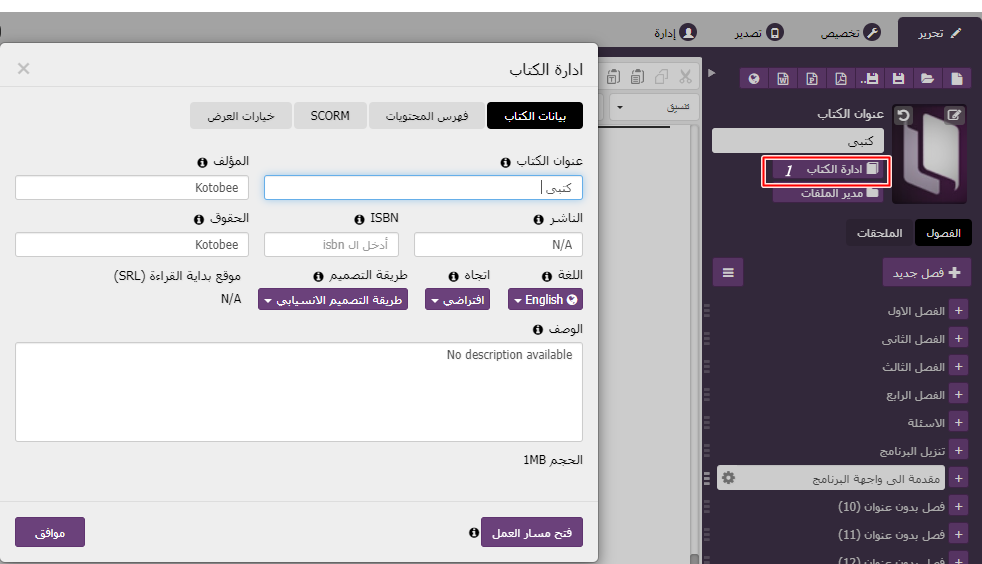 تحرير
تخصيص
تصدير
إدارة
عنوان الكتاب
كتبى
ادارة الكتاب 1
مدير الملفات
الفصول
الملحقات
فصل جديد
الفصل الاول
الفصل الثانى
الفصل الثالث
الفصل الرابع
الاسئلة
تنزيل البرنامج
مقدمة الى واجهة البرنامج
فصل بدون عنوان (10)
فصل بدون عنوان (11)
فصل بدون عنوان (12)
تنسيق
ادارة الكتاب
بيانات الكتاب
فهرس المحتويات
SCORM
خيارات العرض
عنوان الكتاب
المؤلف
كتبى
Kotobee
الناشر
ISBN
الحقوق
N/A
أدخل ال isbn
Kotobee
اللغة
اتجاه
طريقة التصميم
موقع بداية القراءة (SRL)
English
افتراضي
طريقة التصميم الانسيابى
N/A
الوصف
No description available
الحجم 1MB
فتح مسار العمل
موافق